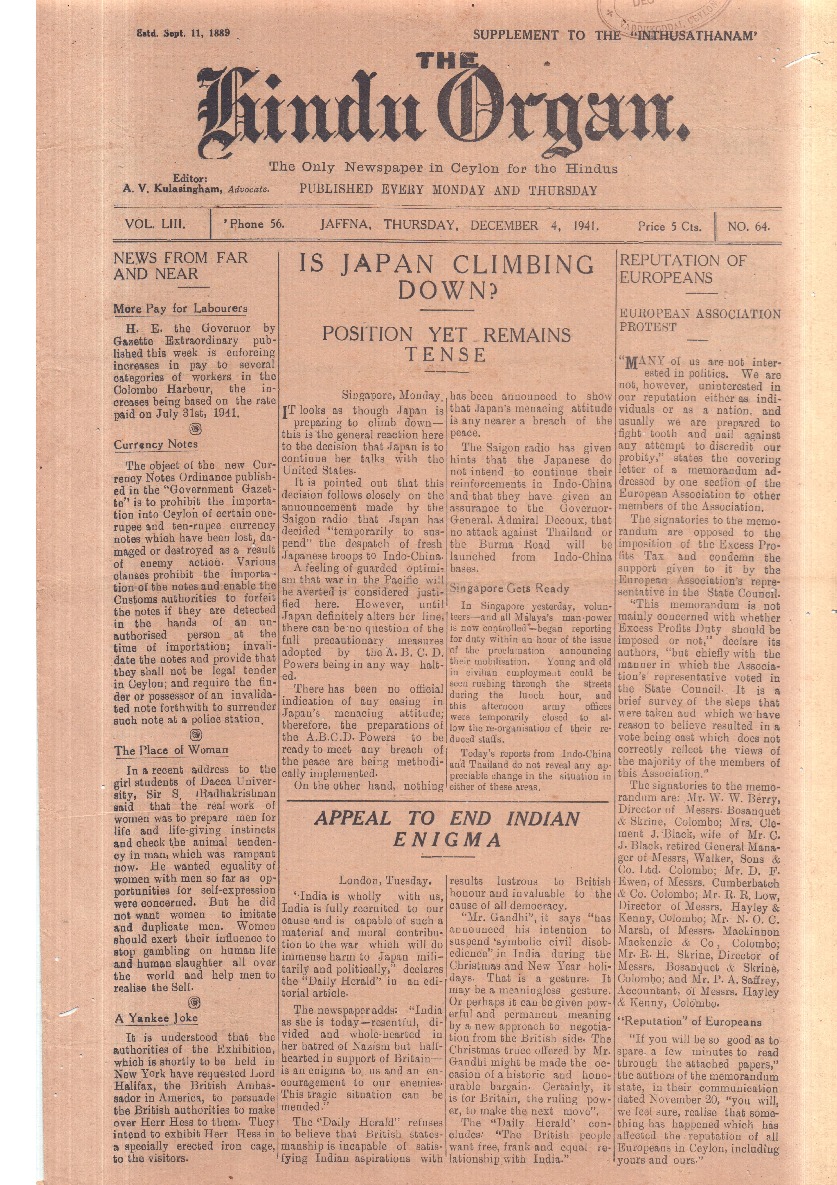 Estd. Sept. 11, 1889
SUPPLEMENT TO THE "INTHUSATHANAM"
THE
Hindu Organ.
The Only Newspaper in Ceylon for the Hindus
Editor:
A. V. Kulasingham, Advocate.
PUBLISHED EVERY MONDAY AND THURSDAY
VOL. LIII.
'Phone 56.
JAFFNA, THURSDAY, DECEMBER 4, 1941.
Price 5 Cts.
NO. 64.
NEWS FROM FAR
AND NEAR
More Pay for Labourers
H. E. the Governor by
Gazette Extraordinary pub-
lished this week is enforcing
increases in pay to several
categories of workers in the
Colombo Harbour, the in-
creases being based on the rate
paid on July 31st, 1941.
Currency Notes
The object of the new Cur-
rency Notes Ordinance publish-
ed in the "Government Gazet-
te" is to prohibit the importa-
tion into Ceylon of certain one-
rupee and ten-rupee currency
notes which have been lost, da-
maged or destroyed as a result
of enemy action. Various
clauses prohibit the importa-
tion of the notes and enable the
Customs authorities to forfeit
the notes if they are detected
in the hands of an un-
authorised person at the
time of importation; invali-
date the notes and provide that
they shall not be legal tender
in Ceylon; and require the fin-
der or possessor of an invalida-
ted note forthwith to surrender
such note at a police station.
The Place of Woman
In a recent address to the
girl students of Dacca Univer-
sity, Sir S. Radhakrishnan
said that the real work of
women was to prepare men for
life and life-giving instincts
and check the animal tenden-
cy in man, which was rampant
now. He wanted equality of
women with men so far as op-
portunities for self-expression
were concerned. But he did
not want women to imitate
and duplicate men. Women
should exert their influence to
stop gambling on human life
and human slaughter all over
the world and help men to
realise the Self.
A Yankee Joke
It is understood that the
authorities of the Exhibition,
which is shortly to be held in
New York have requested Lord
Halifax, the British Ambas-
sador in America, to persuade
the British authorities to make
over Herr Hess to them. They
intend to exhibit Herr Hess in
a specially erected iron cage,
to the visitors.
IS JAPAN CLIMBING
DOWN?
POSITION YET REMAINS
TENSE
Singapore, Monday.
IT looks as though Japan is
preparing to climb down—
this is the general reaction here
to the decision that Japan is to
continue her talks with the
United States.
It is pointed out that this
decision follows closely on the
announcement made by the
Saigon radio that Japan has
decided "temporarily to sus-
pend" the despatch of fresh
Japanese troops to Indo-China.
A feeling of guarded optimi-
sm that war in the Pacific will
be averted is considered justi-
fied here. However, until
Japan definitely alters her line,
there can be no question of the
full precautionary measures
adopted by the A. B. C. D.
Powers being in any way halt-
ed.
There has been no official
indication of any easing in
Japan's menacing attitude;
therefore, the preparations of
the A.B.C.D. Powers to be
ready to meet any breach of
the peace are being methodi-
cally implemented.
On the other hand, nothing
has been announced to show
that Japan's menacing attitude
is any nearer a breach of the
peace.
The Saigon radio has given
hints that the Japanese do
not intend to continue their
reinforcements in Indo-China
and that they have given an
assurance to the Governor-
General, Admiral Decoux, that
no attack against Thailand or
the Burma Road will be
launched from Indo-China
bases.
Singapore Gets Ready
In Singapore yesterday, volun-
teers—and all Malaya's man-power
is now controlled—began reporting
for duty within an hour of the issue
of the proclamation announcing
their mobilisation. Young and old
in civilian employment could be
seen rushing through the streets
during the lunch hour, and
this afternoon army offices
were temporarily closed to al-
low the re-organisation of their re-
duced staffs.
Today's reports from Indo-China
and Thailand do not reveal any ap-
preciable change in the situation in
either of these areas.
APPEAL TO END INDIAN
ENIGMA
London, Tuesday.
"India is wholly with us,
India is fully recruited to our
cause and is capable of such a
material and moral contribu-
tion to the war which will do
immense harm to Japan mili-
tarily and politically," declares
the "Daily Herald" in an edi-
torial article.
The newspaper adds: "India
as she is today—resentful, di-
vided and whole-hearted in
her hatred of Nazism but half-
hearted in support of Britain—
is an enigma to us and an en-
couragement to our enemies.
This tragic situation can be
mended."
The "Daily Herald" refuses
to believe that British states-
manship is incapable of satis-
fying Indian aspirations with
results lustrous to British
honour and invaluable to the
cause of all democracy.
"Mr. Gandhi", it says "has
announced his intention to
suspend 'symbolic civil disob-
edience' in India during the
Christmas and New Year holi-
days. That is a gesture. It
may be a meaningless gesture.
Or perhaps it can be given pow-
erful and permanent meaning
by a new approach to negotia-
tion from the British side. The
Christmas truce offered by Mr.
Gandhi might be made the oc-
casion of a historic and hono-
urable bargain. Certainly, it
is for Britain, the ruling pow-
er, to make the next move".
The "Daily Herald" con-
cludes: "The British people
want free, frank and equal re-
lationship with India."
REPUTATION OF
EUROPEANS
EUROPEAN ASSOCIATION
PROTEST
"MANY of us are not inter-
ested in politics. We are
not, however, uninterested in
our reputation either as indi-
viduals or as a nation, and
usually we are prepared to
fight tooth and nail against
any attempt to discredit our
probity," states the covering
letter of a memorandum ad-
dressed by one section of the
European Association to other
members of the Association.
The signatories to the memo-
randum are opposed to the
imposition of the Excess Pro-
fits Tax and condemn the
support given to it by the
European Association's repre-
sentative in the State Council.
"This memorandum is not
mainly concerned with whether
Excess Profits Duty should be
imposed or not," declare its
authors, "but chiefly with the
manner in which the Associa-
tion's representative voted in
the State Council. It is a
brief survey of the steps that
were taken and which we have
reason to believe resulted in a
vote being cast which does not
correctly reflect the views of
the majority of the members of
this Association."
The signatories to the memo-
randum are: Mr. W. W. Berry,
Director of Messrs. Bosanquet
& Skrine, Colombo; Mrs. Cle-
ment J. Black, wife of Mr. C.
J. Black, retired General Mana-
ger of Messrs, Walker, Sons &
Co. Ltd. Colombo; Mr. D. F.
Ewen, of Messrs. Cumberbatch
& Co. Colombo; Mr. R. R. Low,
Director of Messrs. Hayley &
Kenny, Colombo; Mr. N. O. C.
Marsh, of Messrs. Mackinnon
Mackenzie & Co, Colombo;
Mr. R. H. Skrine, Director of
Messrs. Bosanquet & Skrine,
Colombo; and Mr. P. A. Saffrey,
Accountant, of Messrs. Hayley
& Kenny, Colombo.
"Reputation" of Europeans
"If you will be so good as to
spare a few minutes to read
through the attached papers,"
the authors of the memorandum
state, in their communication
dated November 20, "you will,
we feel sure, realise that some-
thing has happened which has
affected the reputation of all
Europeans in Ceylon, including
yours and ours."